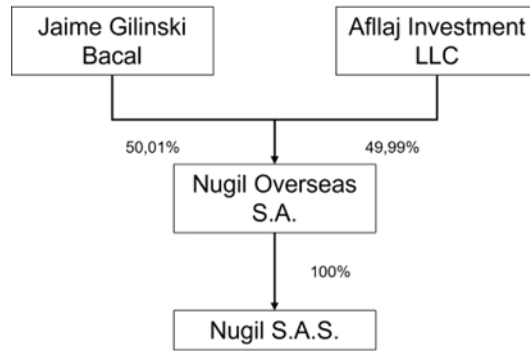 Jaime Gilinski
Bacal
Afllaj Investment
LLC
50,01%
49,99%
Nugil Overseas
S.A.
100%
Nugil S.A.S.